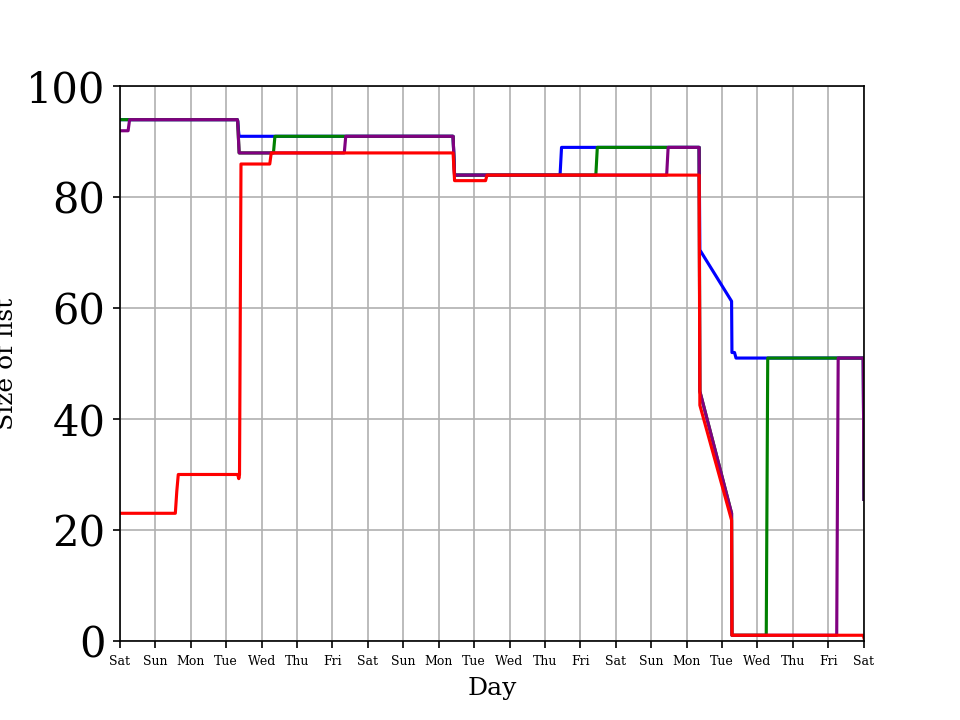 100
80
60
40
20
0
Size of list
Sat Sun Mon Tue Wed Thu Fri Sat Sun Mon Tue Wed Thu Fri Sat Sun Mon Tue Wed Thu Fri Sat
Day